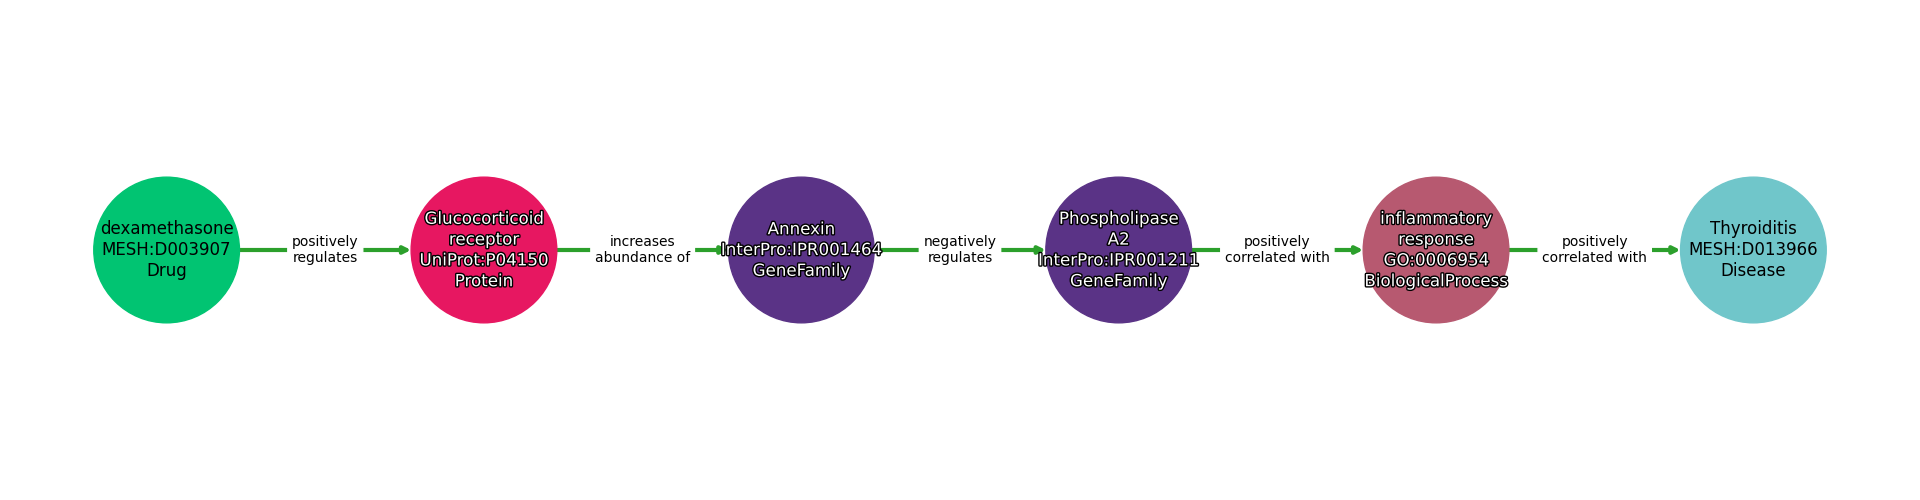 dexamethasone
MESH:D003907
Drug
positively
regulates
Glucocorticoid
receptor
UniProt:P04150
Protein
increases
abundance of
Annexin
InterPro:IPR001464
GeneFamily
negatively
regulates
Phospholipase
A2
InterPro:IPR001211
GeneFamily
positively
correlated with
inflammatory
response
GO:0006954
BiologicalProcess
positively
correlated with
Thyroiditis
MESH:D013966
Disease